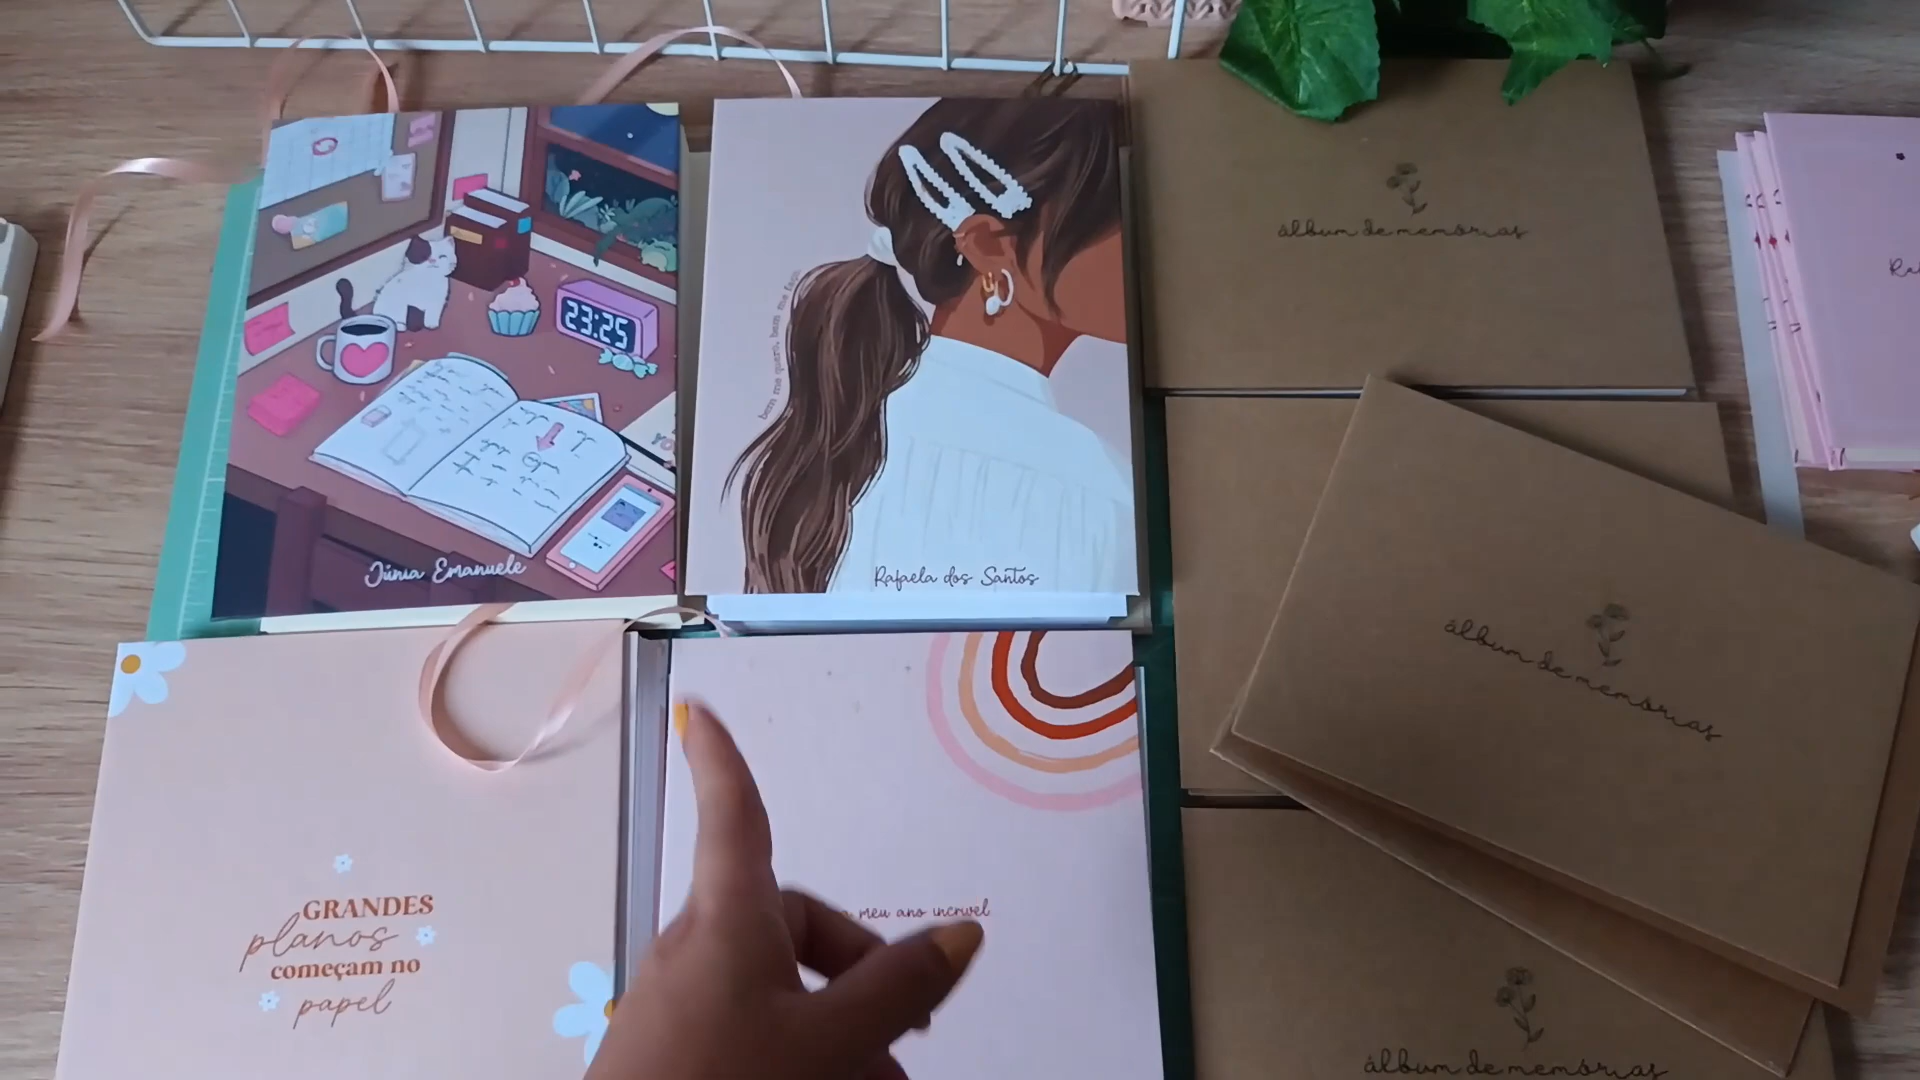 23:25
Júnia Emanuele
bem me quero, bem me faço
Rafaela dos Santos
álbum de memórias
álbum de memórias
GRANDES
planos
começam no
papel
meu ano incrível
álbum de memórias